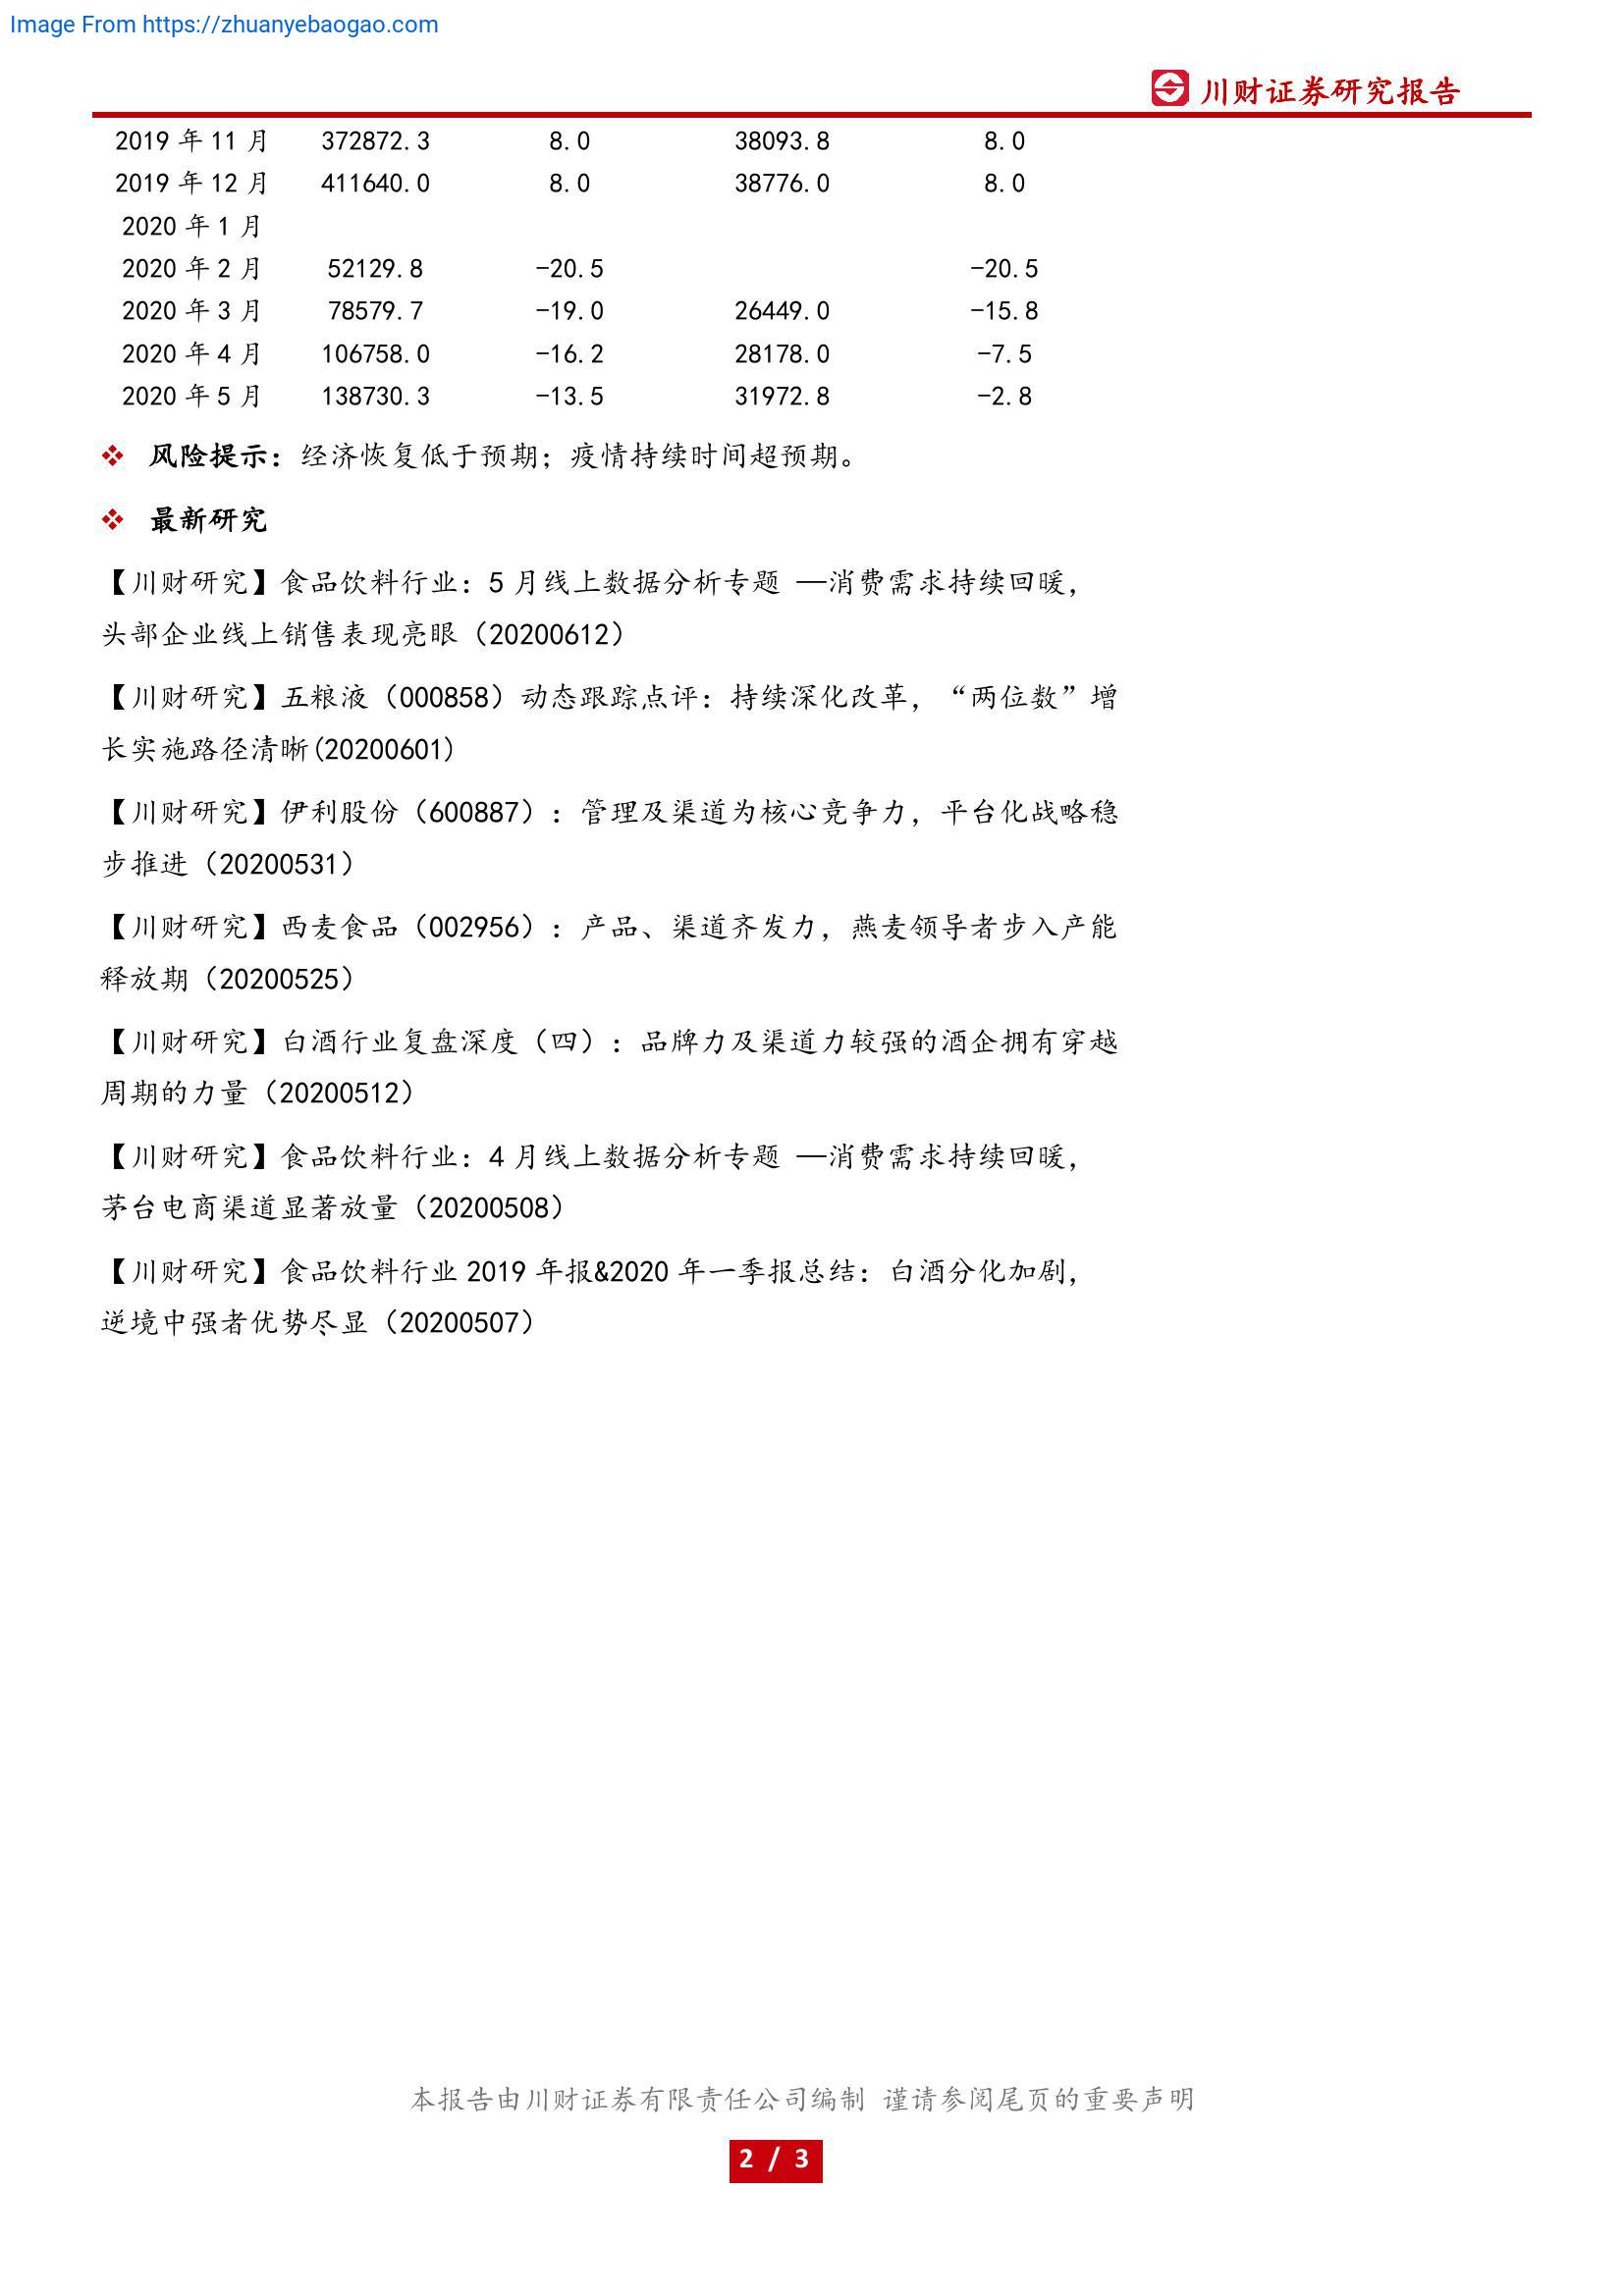 Image From https://zhuanyebaogao.com
川财证券研究报告
2019 年 11 月 372872.3 8.0 38093.8 8.0
2019 年 12 月 411640.0 8.0 38776.0 8.0
2020 年 1 月
2020 年 2 月 52129.8 -20.5 -20.5
2020 年 3 月 78579.7 -19.0 26449.0 -15.8
2020 年 4 月 106758.0 -16.2 28178.0 -7.5
2020 年 5 月 138730.3 -13.5 31972.8 -2.8
❖ 风险提示：经济恢复低于预期；疫情持续时间超预期。
❖ 最新研究
【川财研究】食品饮料行业：5 月线上数据分析专题 —消费需求持续回暖，
头部企业线上销售表现亮眼（20200612）
【川财研究】五粮液（000858）动态跟踪点评：持续深化改革，“两位数”增
长实施路径清晰(20200601)
【川财研究】伊利股份（600887）：管理及渠道为核心竞争力，平台化战略稳
步推进（20200531）
【川财研究】西麦食品（002956）：产品、渠道齐发力，燕麦领导者步入产能
释放期（20200525）
【川财研究】白酒行业复盘深度（四）：品牌力及渠道力较强的酒企拥有穿越
周期的力量（20200512）
【川财研究】食品饮料行业：4 月线上数据分析专题 —消费需求持续回暖，
茅台电商渠道显著放量（20200508）
【川财研究】食品饮料行业 2019 年报&2020 年一季报总结：白酒分化加剧，
逆境中强者优势尽显（20200507）
本报告由川财证券有限责任公司编制 谨请参阅尾页的重要声明
2 / 3